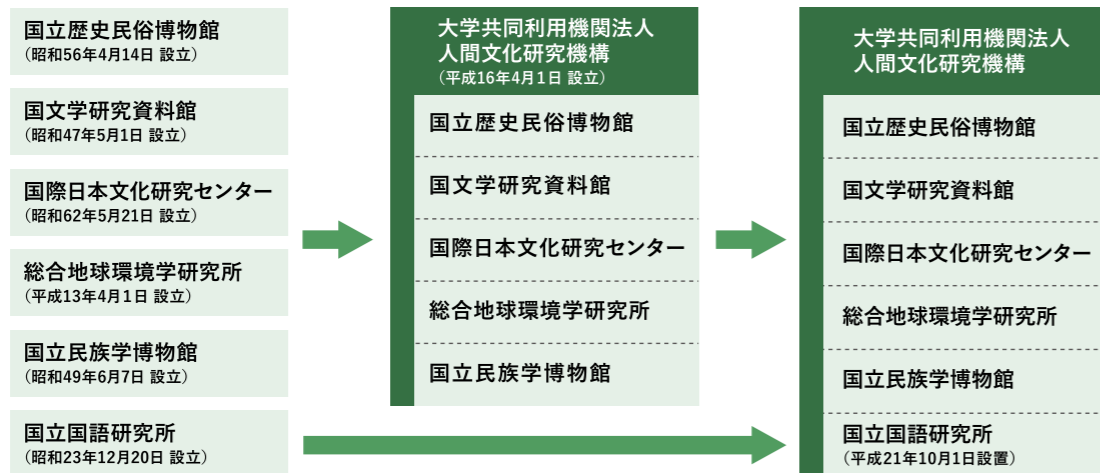 国立歴史民俗博物館
（昭和56年4月14日 設立）
国文学研究資料館
（昭和47年5月1日 設立）
国際日本文化研究センター
（昭和62年5月21日 設立）
総合地球環境学研究所
（平成13年4月1日 設立）
国立民族学博物館
（昭和49年6月7日 設立）
国立国語研究所
（昭和23年12月20日 設立）
大学共同利用機関法人
人間文化研究機構
（平成16年4月1日 設立）
国立歴史民俗博物館
国文学研究資料館
国際日本文化研究センター
総合地球環境学研究所
国立民族学博物館
大学共同利用機関法人
人間文化研究機構
国立歴史民俗博物館
国文学研究資料館
国際日本文化研究センター
総合地球環境学研究所
国立民族学博物館
国立国語研究所
（平成21年10月1日設置）